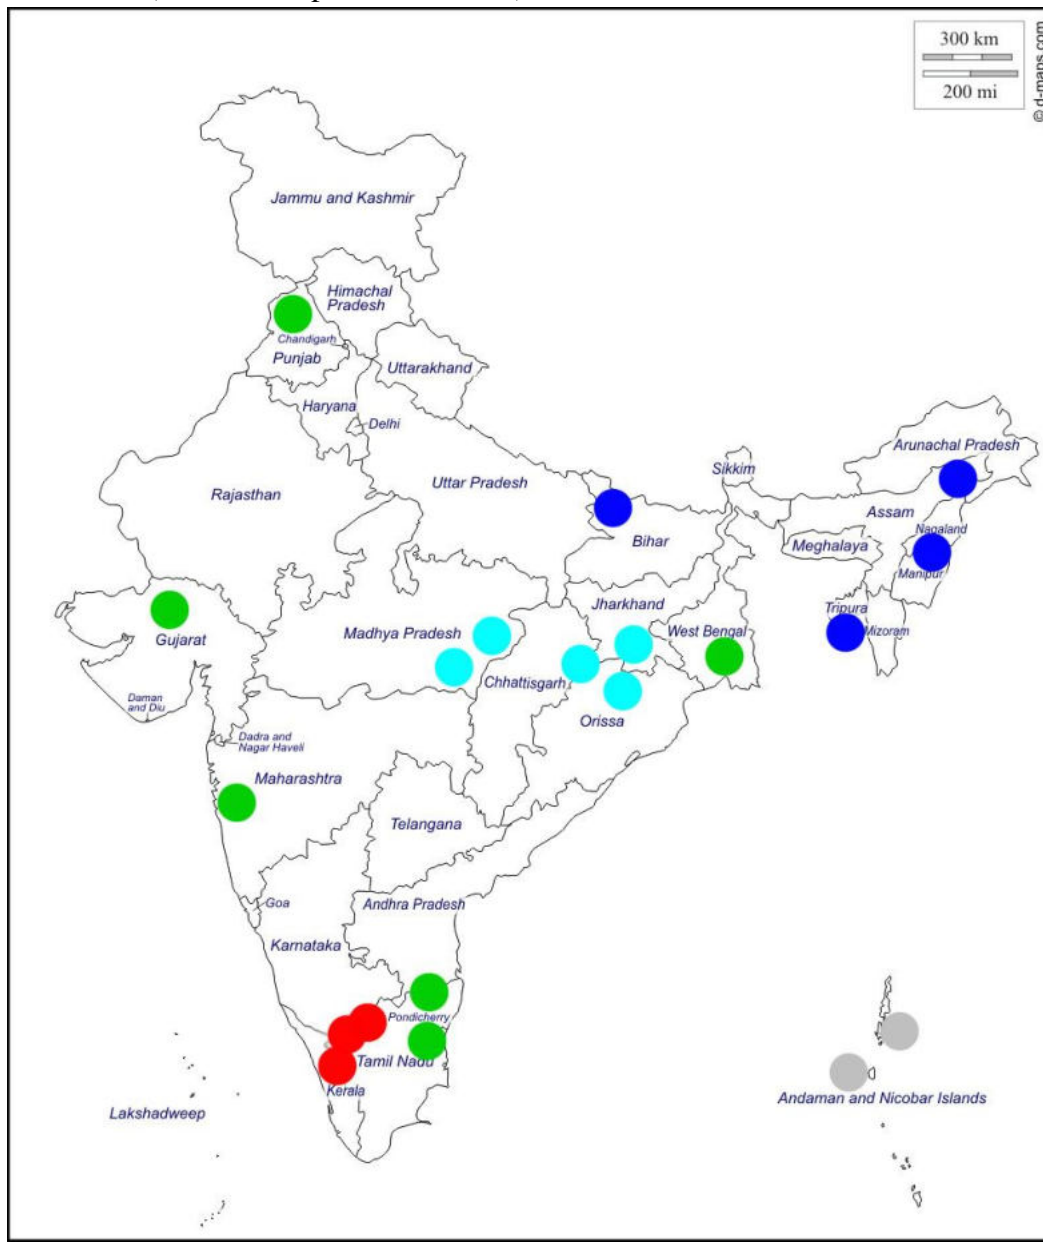 300 km
200 mi
© d-maps.com
Jammu and Kashmir
Himachal
Pradesh
Chandigarh
Punjab
Uttarakhand
Haryana
Delhi
Rajasthan
Uttar Pradesh
Sikkim
Arunachal Pradesh
Assam
Nagaland
Bihar
Meghalaya
Manipur
Jharkhand
Tripura
Mizoram
Gujarat
Madhya Pradesh
West Bengal
Chhattisgarh
Orissa
Daman
and Diu
Dadra and
Nagar Haveli
Maharashtra
Telangana
Goa
Andhra Pradesh
Karnataka
Pondicherry
Tamil Nadu
Kerala
Lakshadweep
Andaman and Nicobar Islands